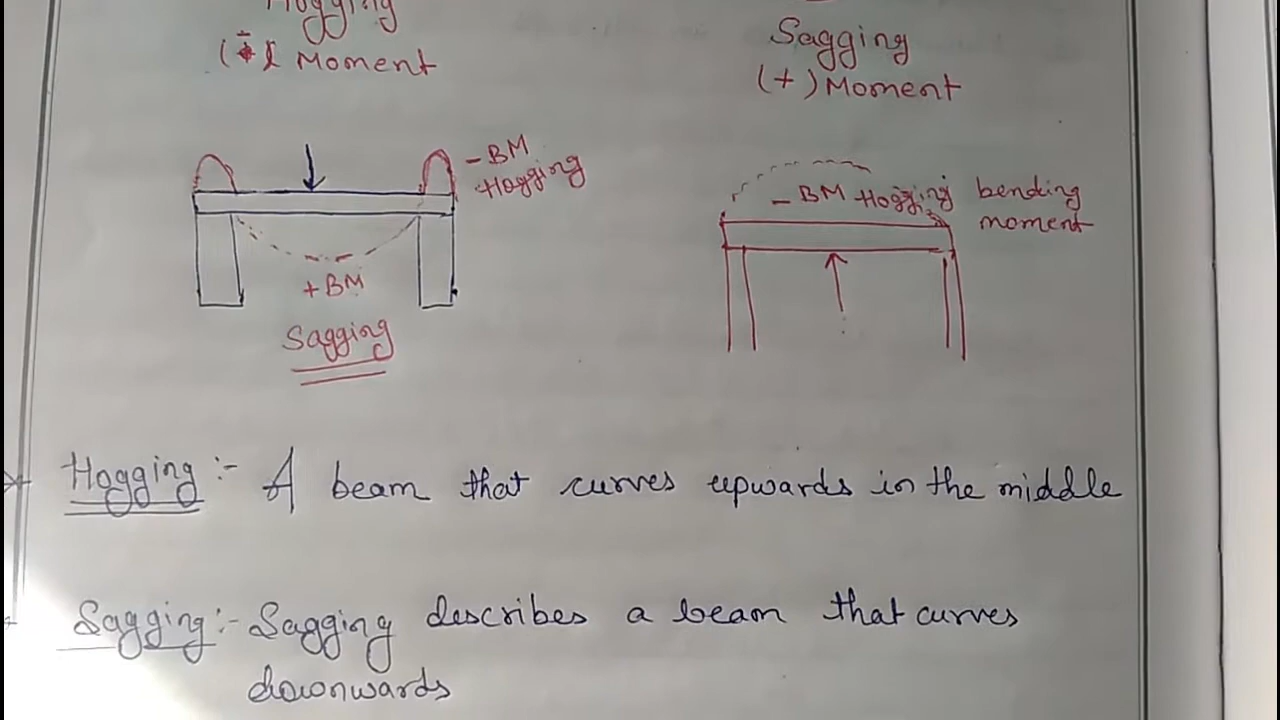 Hogging
Moment
Sagging
(+) Moment
- BM
Hogging
+ BM
Sagging
- BM Hogging bending
moment
Hogging :- A beam that curves upwards in the middle
Sagging :- Sagging describes a beam that curves
downwards